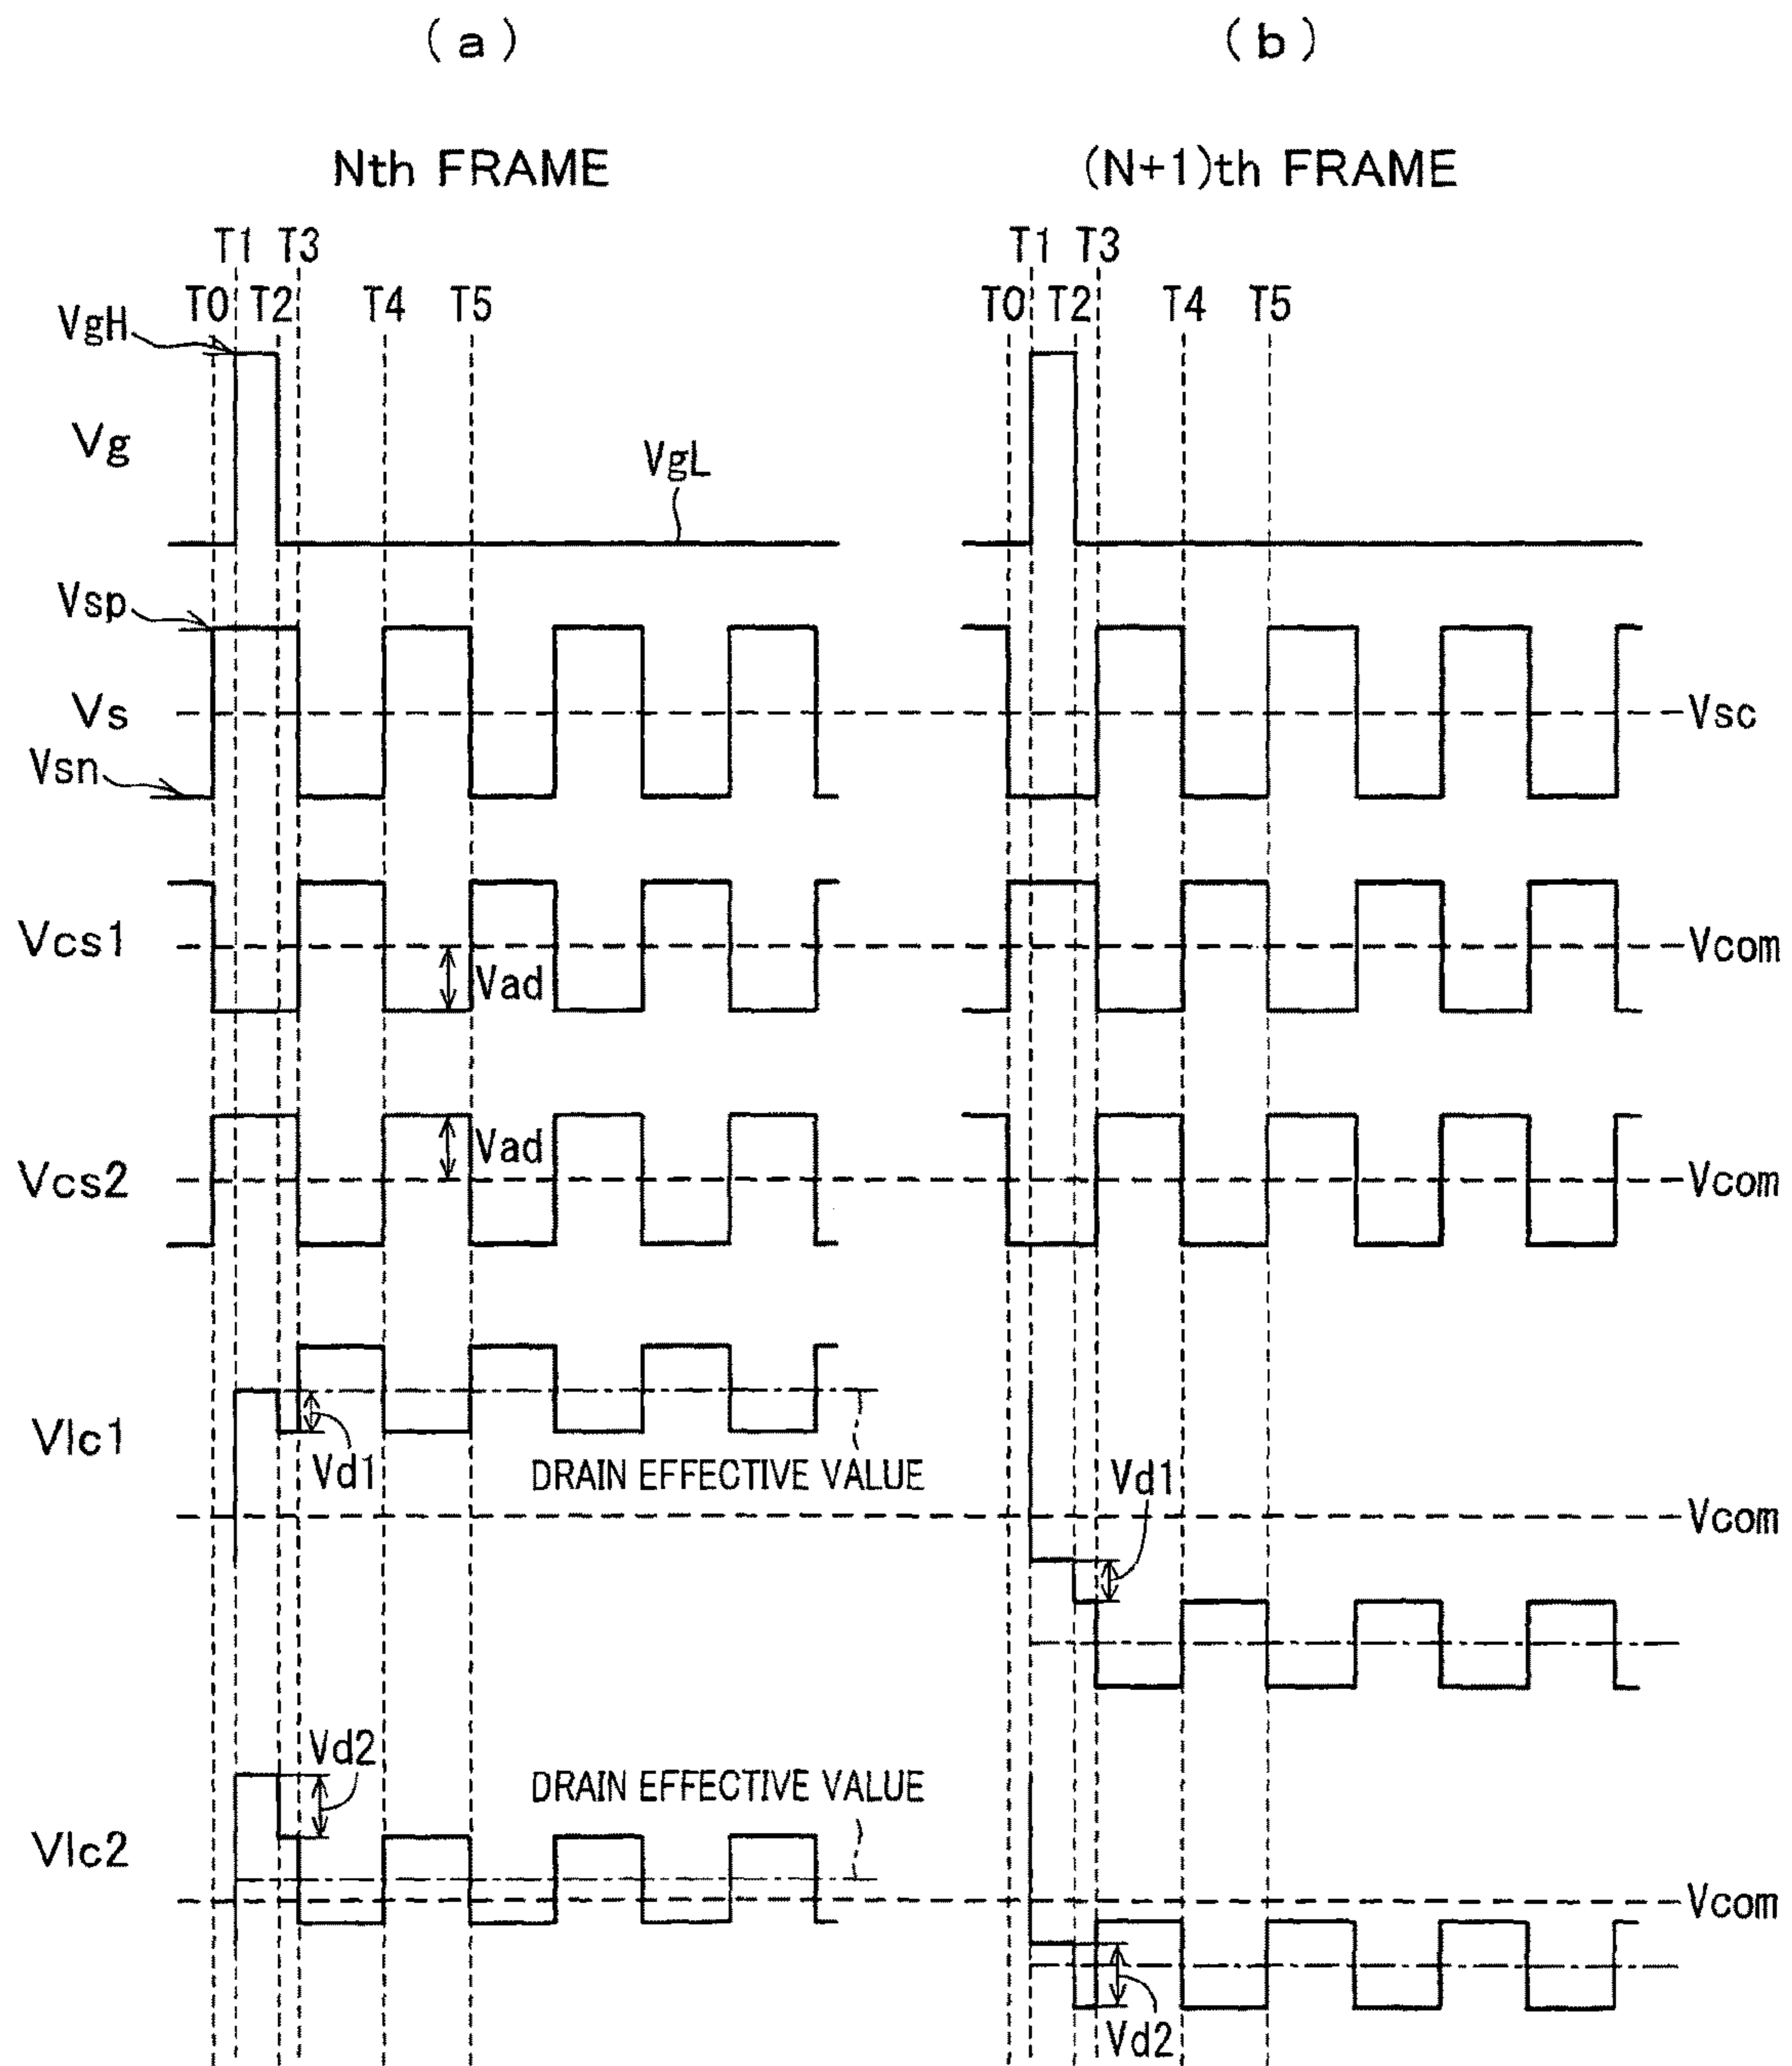 (a) (b)
Nth FRAME (N+1)th FRAME
T1 T3 T1 T3
T0 T2 T4 T5 T0 T2 T4 T5
VgH
Vg
VgL
Vsp
Vs Vsc
Vsn
Vcs1 Vcom
Vad
Vad
Vcs2 Vcom
Vlc1
Vd1 DRAIN EFFECTIVE VALUE Vd1
Vcom
Vd2 DRAIN EFFECTIVE VALUE
Vlc2
Vcom
Vd2